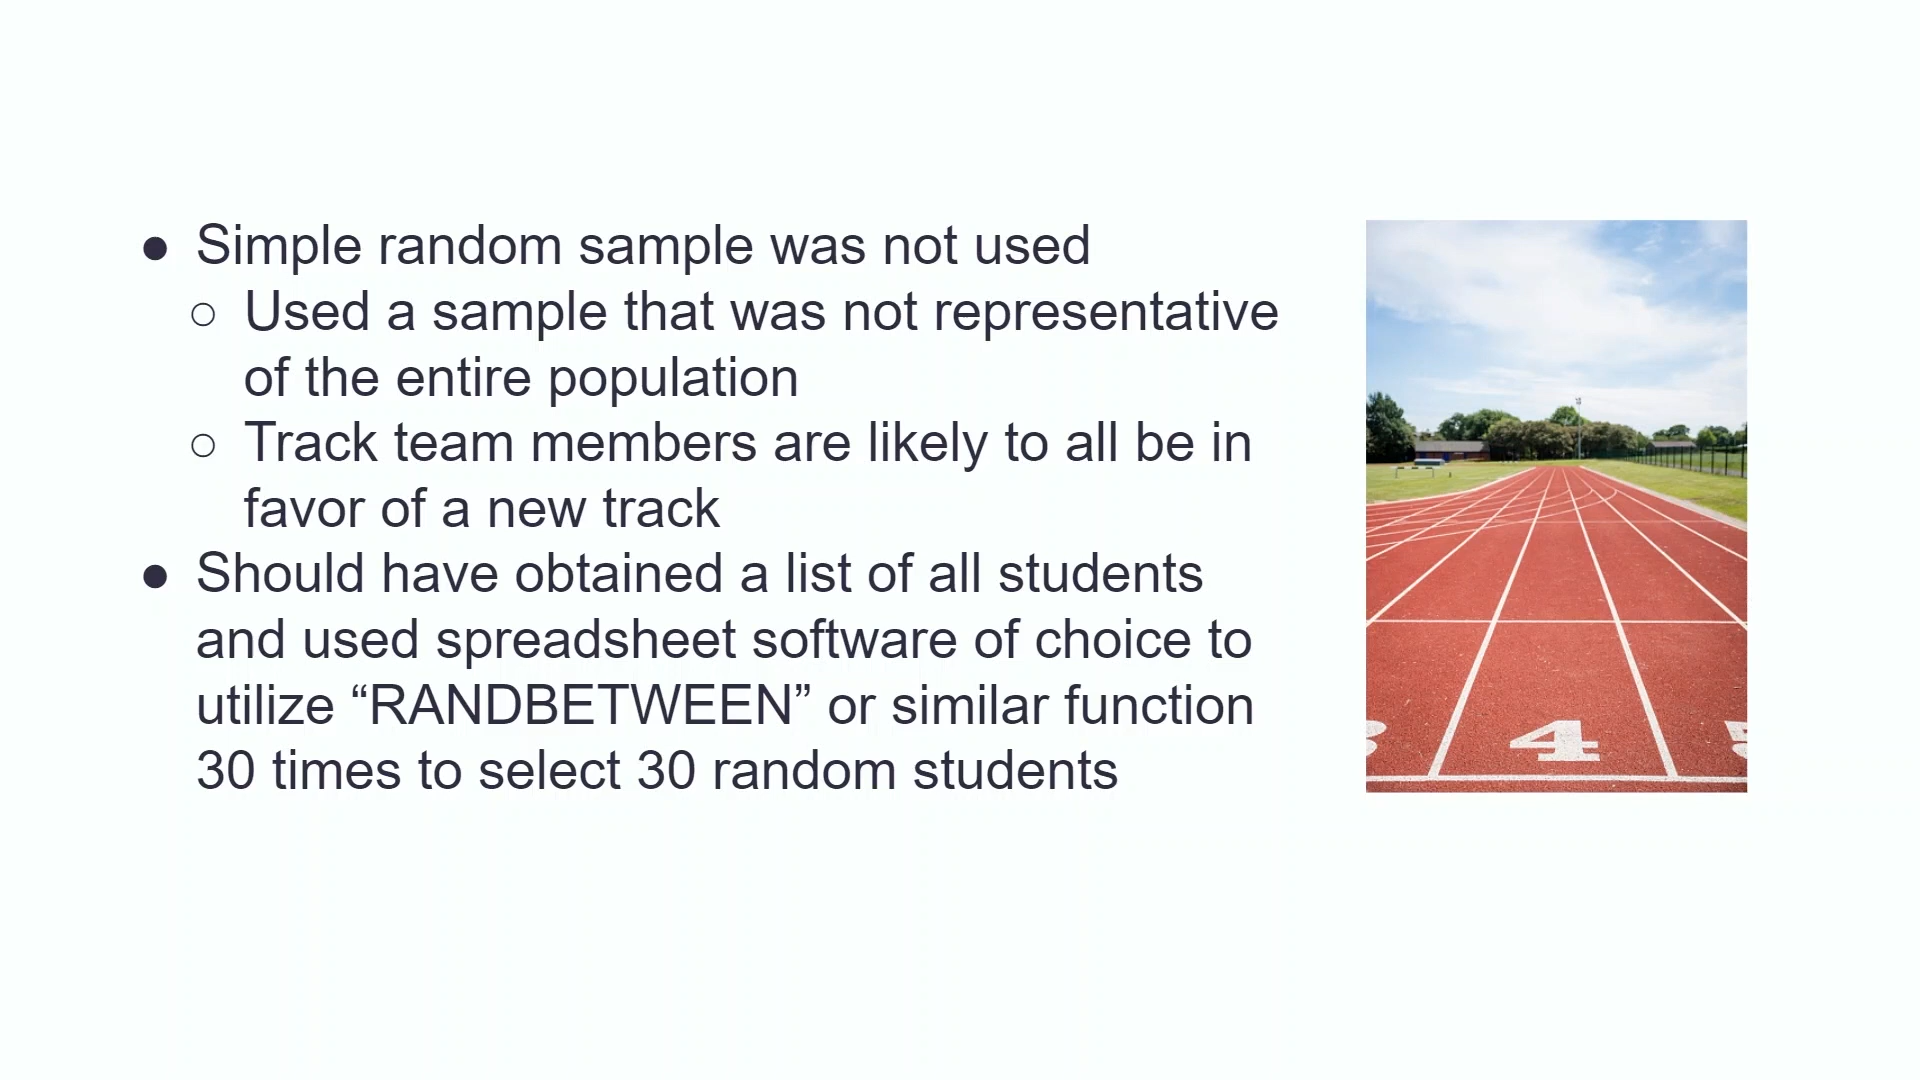 ● Simple random sample was not used
○ Used a sample that was not representative
of the entire population
○ Track team members are likely to all be in
favor of a new track
● Should have obtained a list of all students
and used spreadsheet software of choice to
utilize “RANDBETWEEN” or similar function
30 times to select 30 random students
4